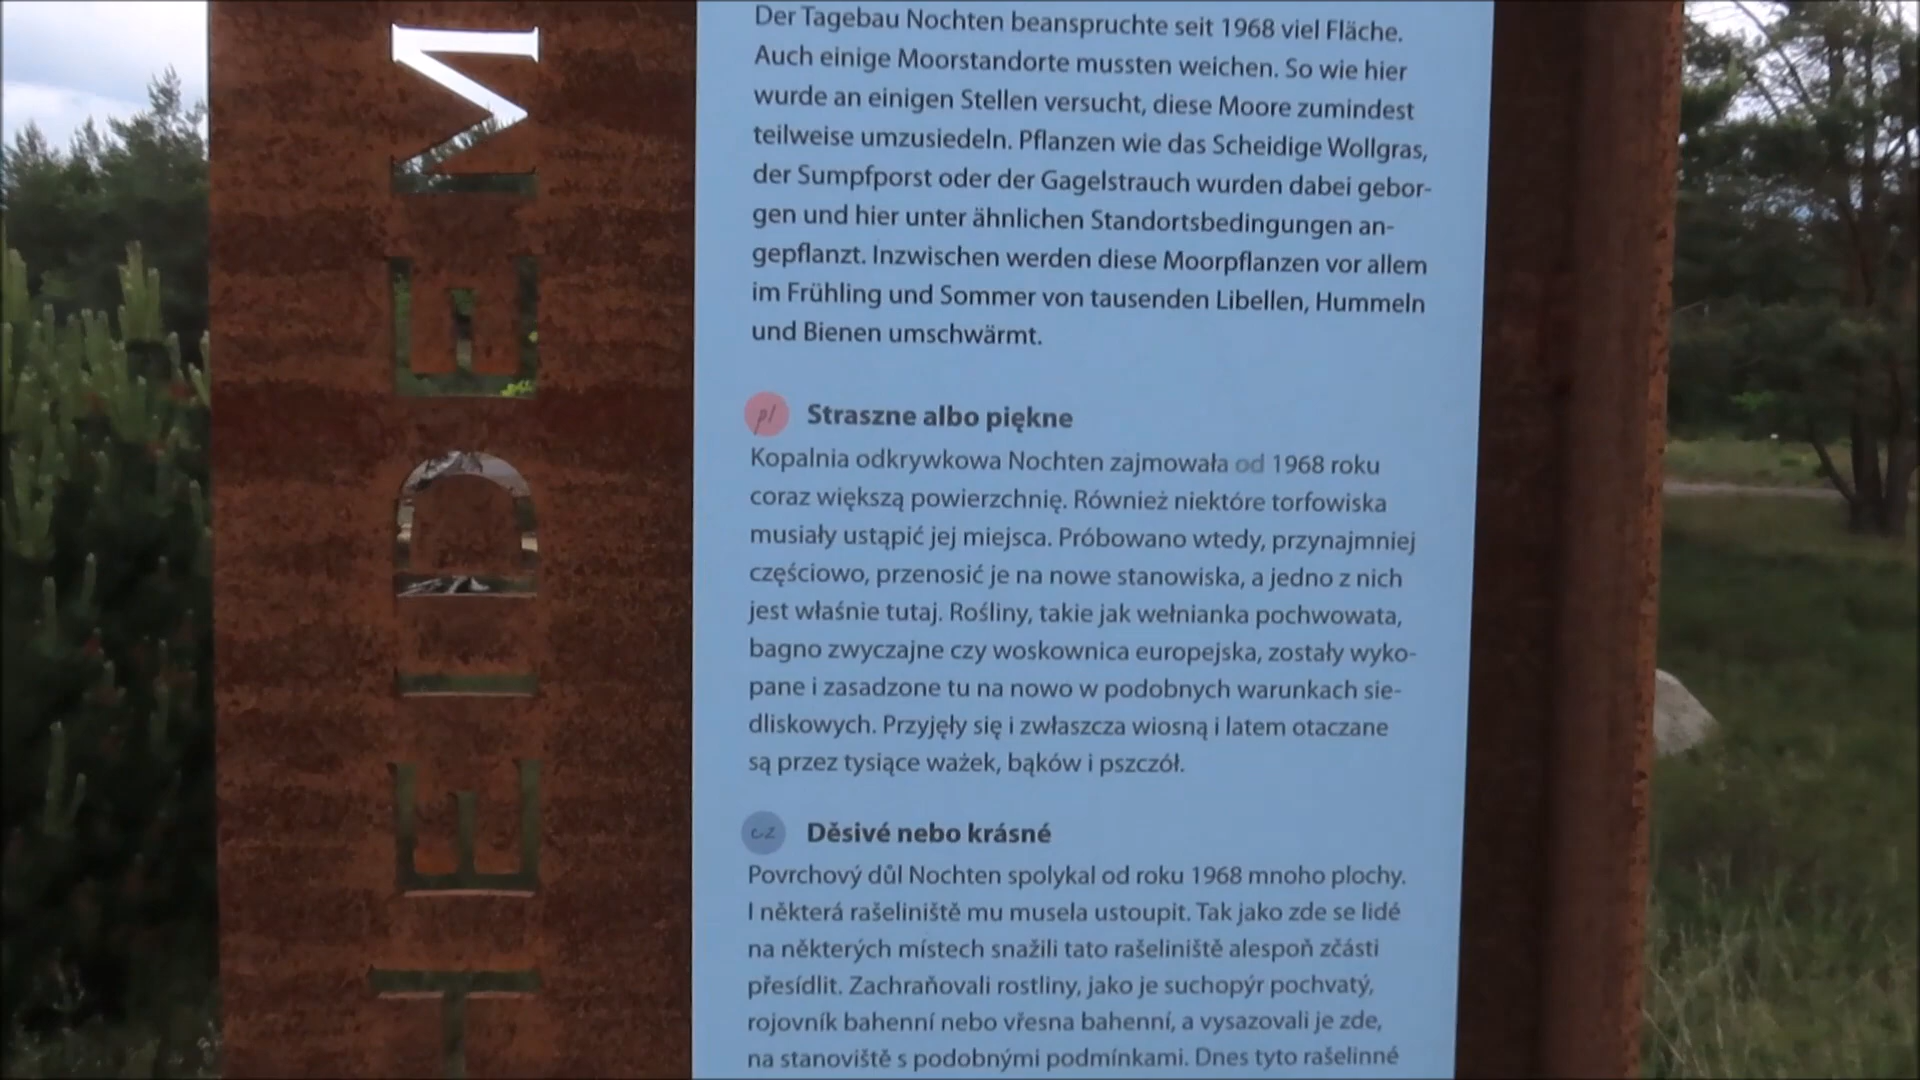 Der Tagebau Nochten beanspruchte seit 1968 viel Fläche.
Auch einige Moorstandorte mussten weichen. So wie hier
wurde an einigen Stellen versucht, diese Moore zumindest
teilweise umzusiedeln. Pflanzen wie das Scheidige Wollgras,
der Sumpfporst oder der Gagelstrauch wurden dabei gebor-
gen und hier unter ähnlichen Standortsbedingungen an-
gepflanzt. Inzwischen werden diese Moorpflanzen vor allem
im Frühling und Sommer von tausenden Libellen, Hummeln
und Bienen umschwärmt.
pl Straszne albo piękne
Kopalnia odkrywkowa Nochten zajmowała od 1968 roku
coraz większą powierzchnię. Również niektóre torfowiska
musiały ustąpić jej miejsca. Próbowano wtedy, przynajmniej
częściowo, przenosić je na nowe stanowiska, a jedno z nich
jest właśnie tutaj. Rośliny, takie jak wełnianka pochwowata,
bagno zwyczajne czy woskownica europejska, zostały wyko-
pane i zasadzone tu na nowo w podobnych warunkach sie-
dliskowych. Przyjęły się i zwłaszcza wiosną i latem otaczane
są przez tysiące ważek, bąków i pszczół.
cz Děsivé nebo krásné
Povrchový důl Nochten spolykal od roku 1968 mnoho plochy.
I některá rašeliniště mu musela ustoupit. Tak jako zde se lidé
na některých místech snažili tato rašeliniště alespoň zčásti
přesídlit. Zachraňovali rostliny, jako je suchopýr pochvatý,
rojovník bahenní nebo vřesna bahenní, a vysazovali je zde,
na stanoviště s podobnými podmínkami. Dnes tyto rašelinné
TEIDEM